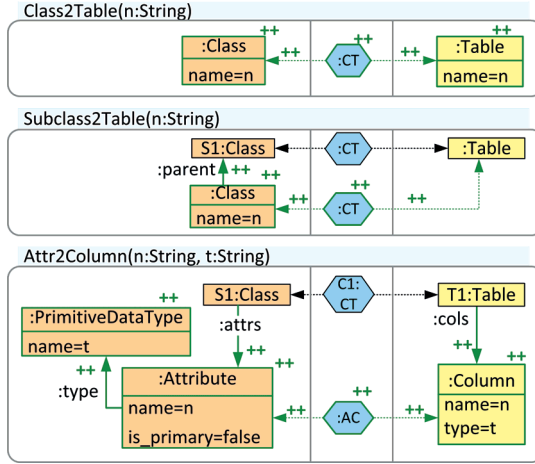 Class2Table(n:String)
++ ++ ++
:Class ++ :CT ++ :Table
name=n name=n
Subclass2Table(n:String)
S1:Class :CT :Table
:parent ++ ++ ++
:Class ++ :CT ++
name=n
Attr2Column(n:String, t:String)
++ S1:Class C1: CT T1:Table
:PrimitiveDataType :attrs :cols
name=t ++ ++ ++ ++
++ :Attribute :Column
:type name=n ++ ++ :AC ++ name=n
is_primary=false type=t